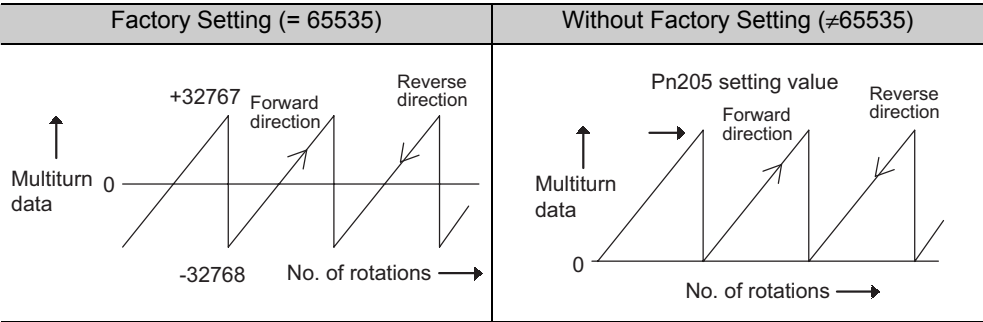 Factory Setting (= 65535)
Without Factory Setting (≠65535)
+32767
Forward
direction
Reverse
direction
Multiturn
data
0
-32768
No. of rotations
Pn205 setting value
Forward
direction
Reverse
direction
Multiturn
data
0
No. of rotations